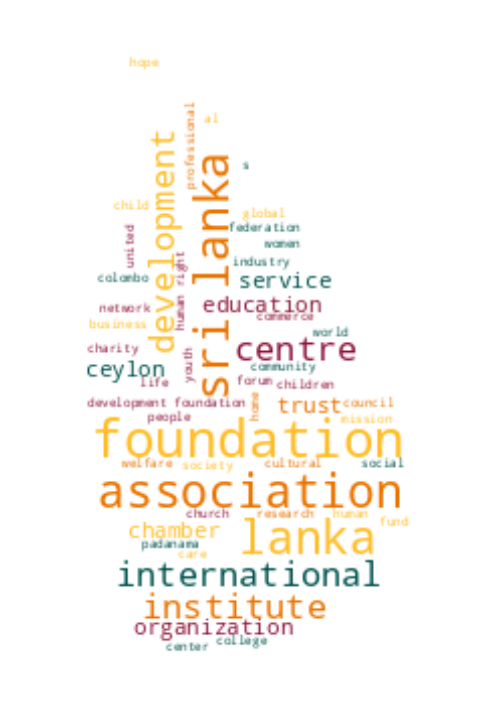 hope
professional
al
development
sri lanka
s
child
global
united
federation
women
human right
industry
colombo
service
network
education
commerce
business
world
charity
centre
youth
ceylon
community
life
forum
children
home
development foundation
trust
council
people
mission
foundation
welfare
society
cultural
social
association
church
research
human
fund
chamber
lanka
padanama
care
international
institute
organization
center
college